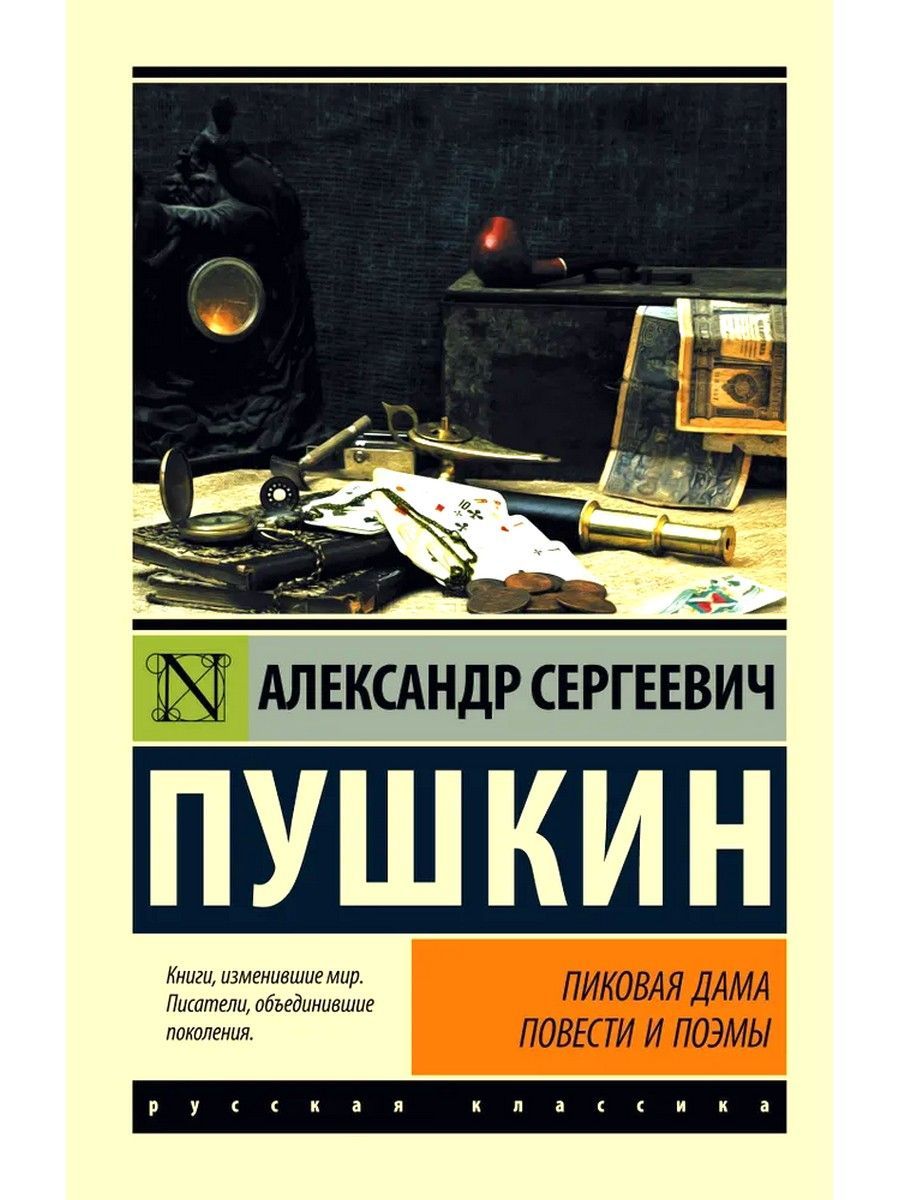 N
АЛЕКСАНДР СЕРГЕЕВИЧ
ПУШКИН
Книги, изменившие мир.
Писатели, объединившие
поколения.
ПИКОВАЯ ДАМА
ПОВЕСТИ И ПОЭМЫ
русская классика